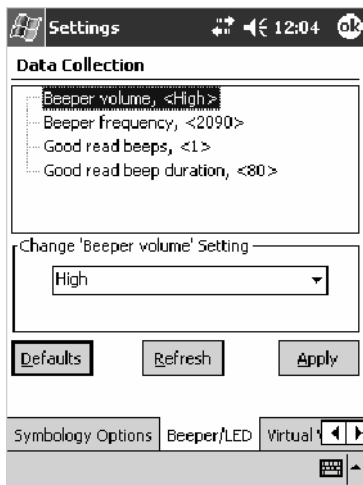 Settings 12:04 ok
Data Collection
Beeper volume, <High>
Beeper frequency, <2090>
Good read beeps, <1>
Good read beep duration, <80>
Change 'Beeper volume' Setting
High
Defaults Refresh Apply
Symbology Options Beeper/LED Virtual